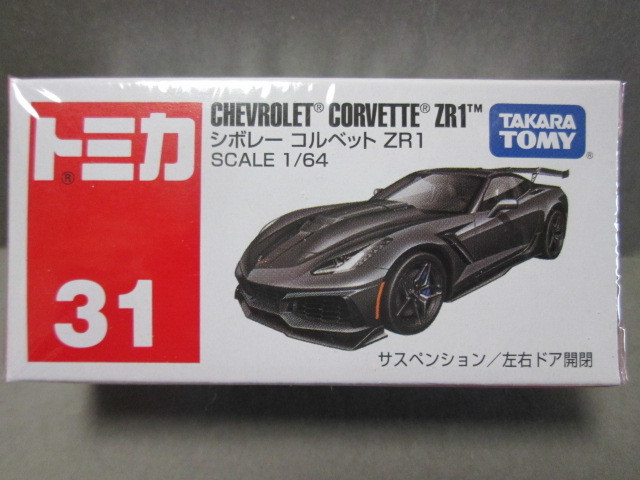 トミカ®
31
CHEVROLET® CORVETTE® ZR1™
シボレー コルベット ZR1
SCALE 1/64
TAKARA
TOMY®
サスペンション/左右ドア開閉